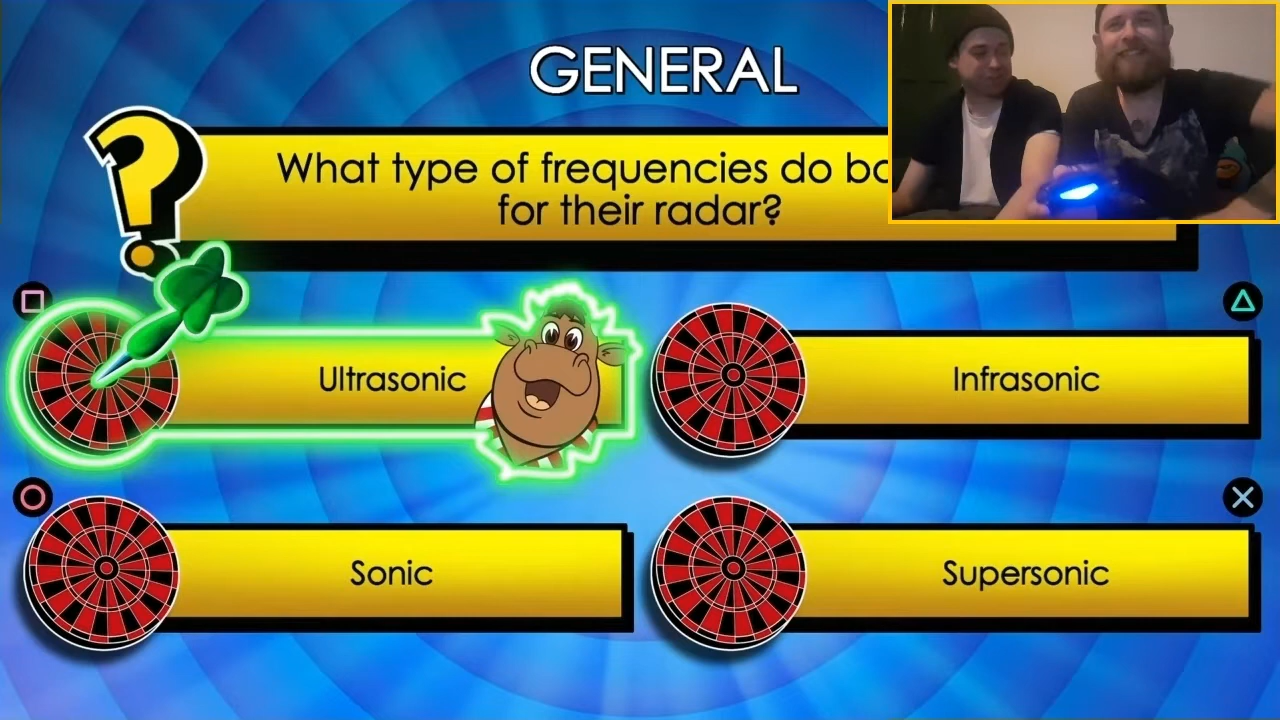 GENERAL
What type of frequencies do
for their radar?
Ultrasonic
Infrasonic
Sonic
Supersonic